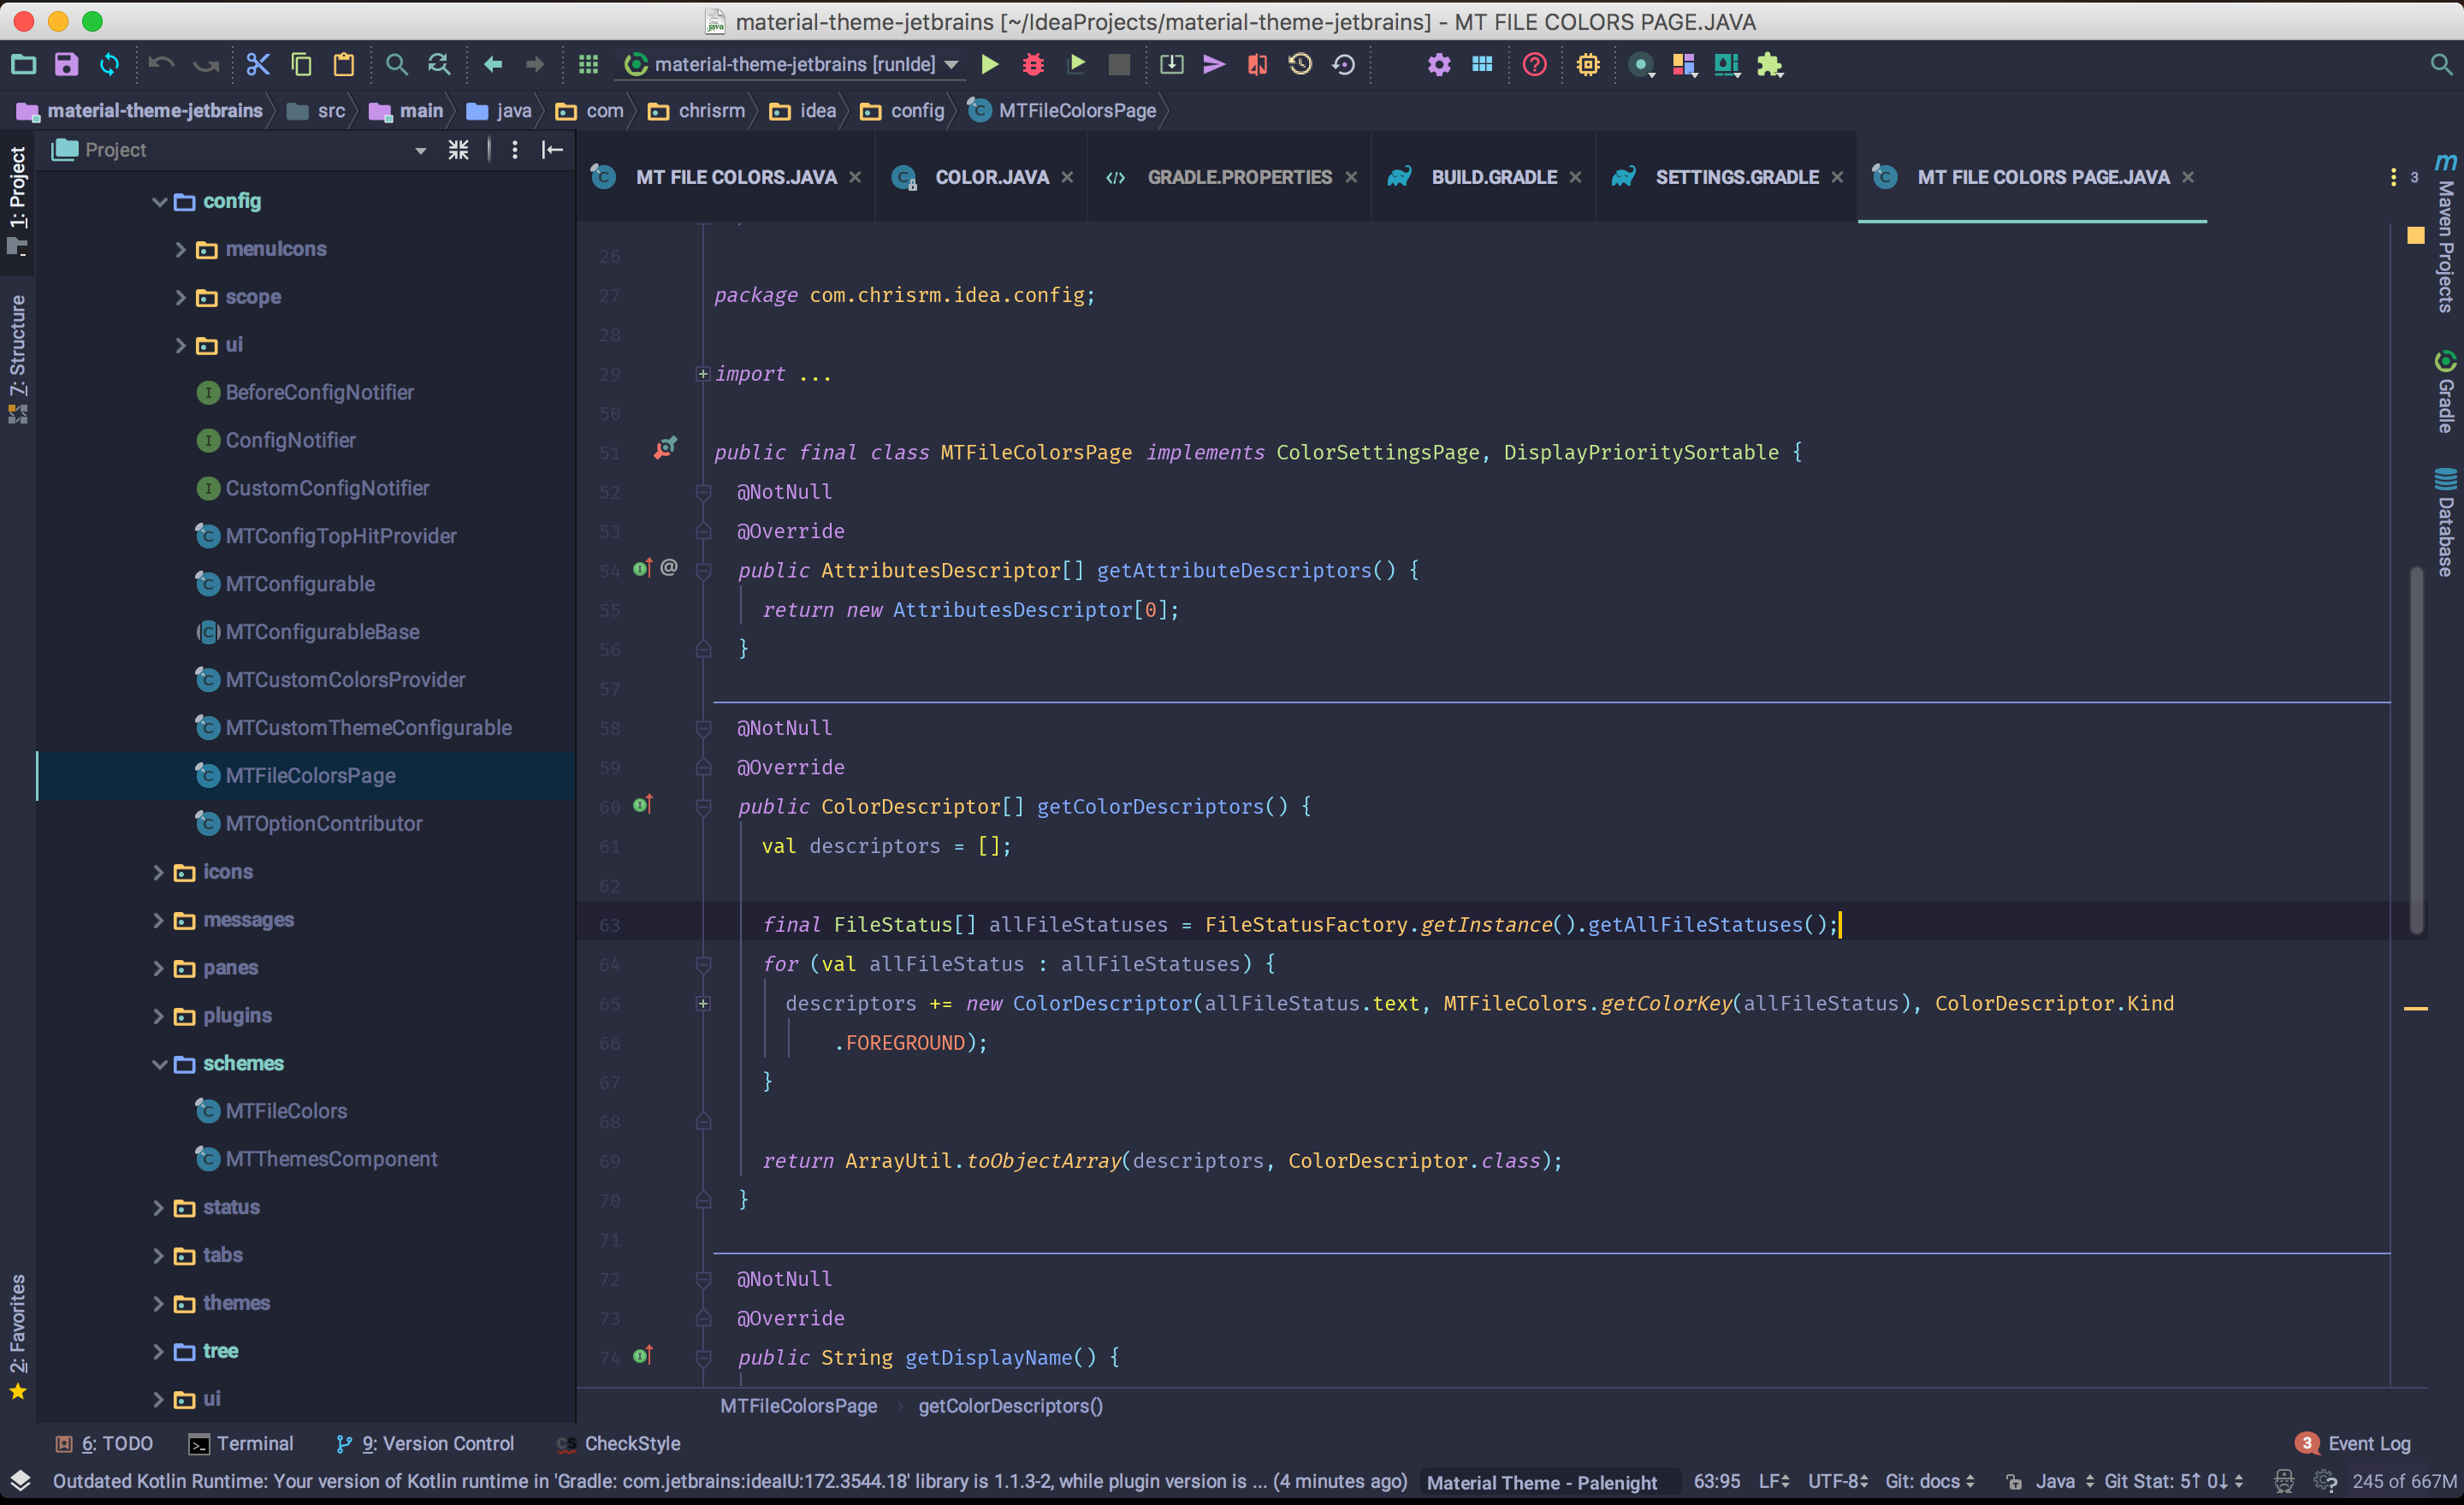 material-theme-jetbrains [~/IdeaProjects/material-theme-jetbrains] - MT FILE COLORS PAGE.JAVA
material-theme-jetbrains [runIde]
material-theme-jetbrains src main java com chrisrm idea config MTFileColorsPage
1: Project
7: Structure
2: Favorites
Project
config
menuIcons
scope
ui
BeforeConfigNotifier
ConfigNotifier
CustomConfigNotifier
MTConfigTopHitProvider
MTConfigurable
MTConfigurableBase
MTCustomColorsProvider
MTCustomThemeConfigurable
MTFileColorsPage
MTOptionContributor
icons
messages
panes
plugins
schemes
MTFileColors
MTThemesComponent
status
tabs
themes
tree
ui
MT FILE COLORS.JAVA COLOR.JAVA GRADLE.PROPERTIES BUILD.GRADLE SETTINGS.GRADLE MT FILE COLORS PAGE.JAVA 3
26
27 package com.chrisrm.idea.config;
28
29 import ...
50
51 public final class MTFileColorsPage implements ColorSettingsPage, DisplayPrioritySortable {
52 @NotNull
53 @Override
54 @ public AttributesDescriptor[] getAttributeDescriptors() {
55 return new AttributesDescriptor[0];
56 }
57
58 @NotNull
59 @Override
60 public ColorDescriptor[] getColorDescriptors() {
61 val descriptors = [];
62
63 final FileStatus[] allFileStatuses = FileStatusFactory.getInstance().getAllFileStatuses();
64 for (val allFileStatus : allFileStatuses) {
65 descriptors += new ColorDescriptor(allFileStatus.text, MTFileColors.getColorKey(allFileStatus), ColorDescriptor.Kind
66 .FOREGROUND);
67 }
68
69 return ArrayUtil.toObjectArray(descriptors, ColorDescriptor.class);
70 }
71
72 @NotNull
73 @Override
74 public String getDisplayName() {
MTFileColorsPage getColorDescriptors()
Maven Projects
Gradle
Database
6: TODO Terminal 9: Version Control CheckStyle 3 Event Log
Outdated Kotlin Runtime: Your version of Kotlin runtime in 'Gradle: com.jetbrains:ideaIU:172.3544.18' library is 1.1.3-2, while plugin version is ... (4 minutes ago) Material Theme - Palenight 63:95 LF UTF-8 Git: docs Java Git Stat: 5↑ 0↓ 245 of 667M